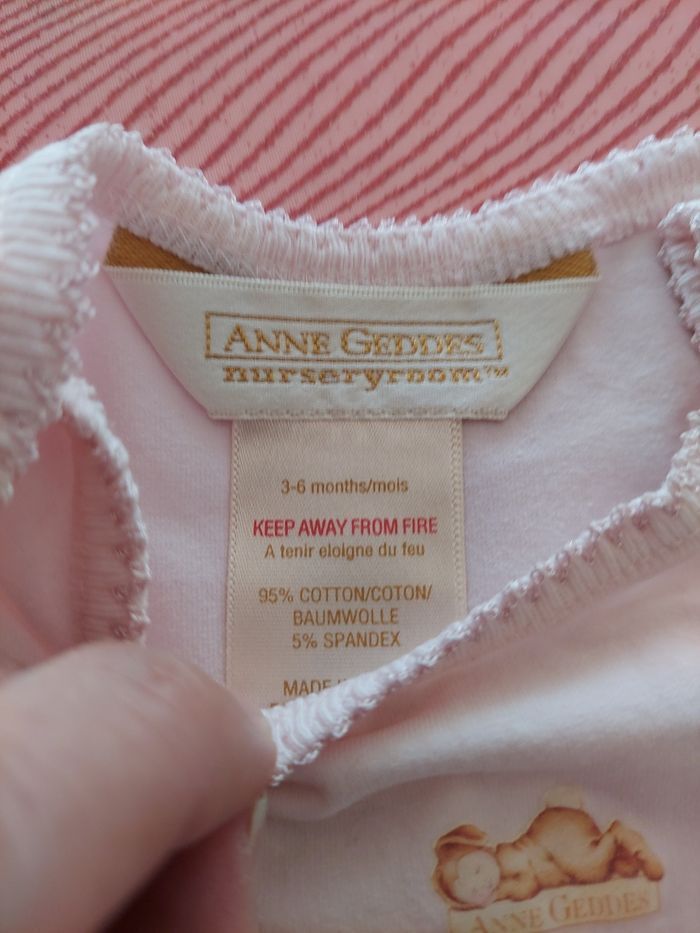 ANNE GEDDES
nurseryroom™
3-6 months/mois
KEEP AWAY FROM FIRE
A tenir eloigne du feu
95% COTTON/COTON/
BAUMWOLLE
5% SPANDEX
MADE
ANNE GEDDES